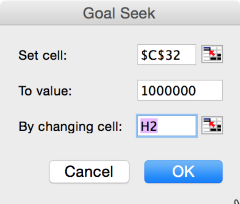 Goal Seek
Set cell: $C$32
To value: 1000000
By changing cell: H2
Cancel OK